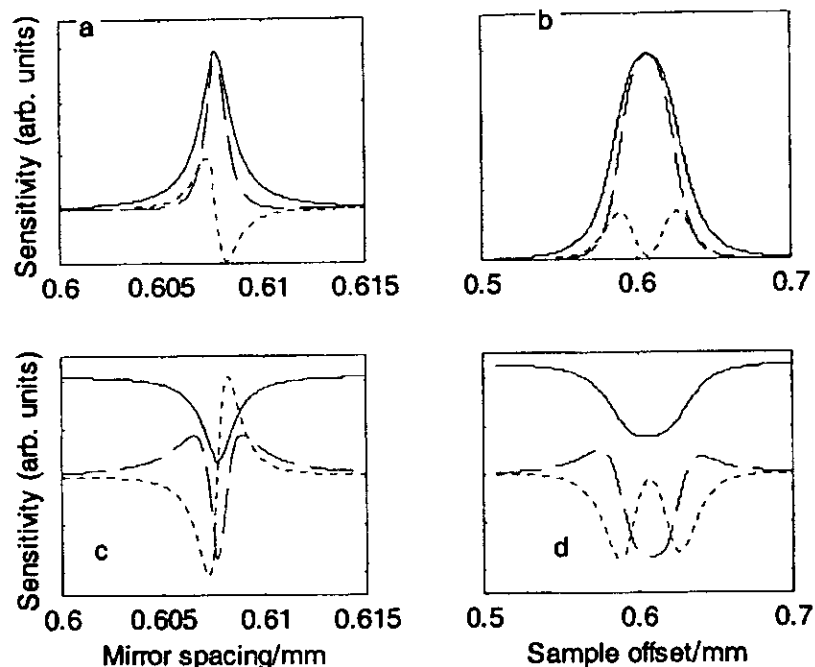 a
b
Sensitivity (arb. units)
0.6 0.605 0.61 0.615
0.5 0.6 0.7
c
d
Sensitivity (arb. units)
0.6 0.605 0.61 0.615
0.5 0.6 0.7
Mirror spacing/mm
Sample offset/mm